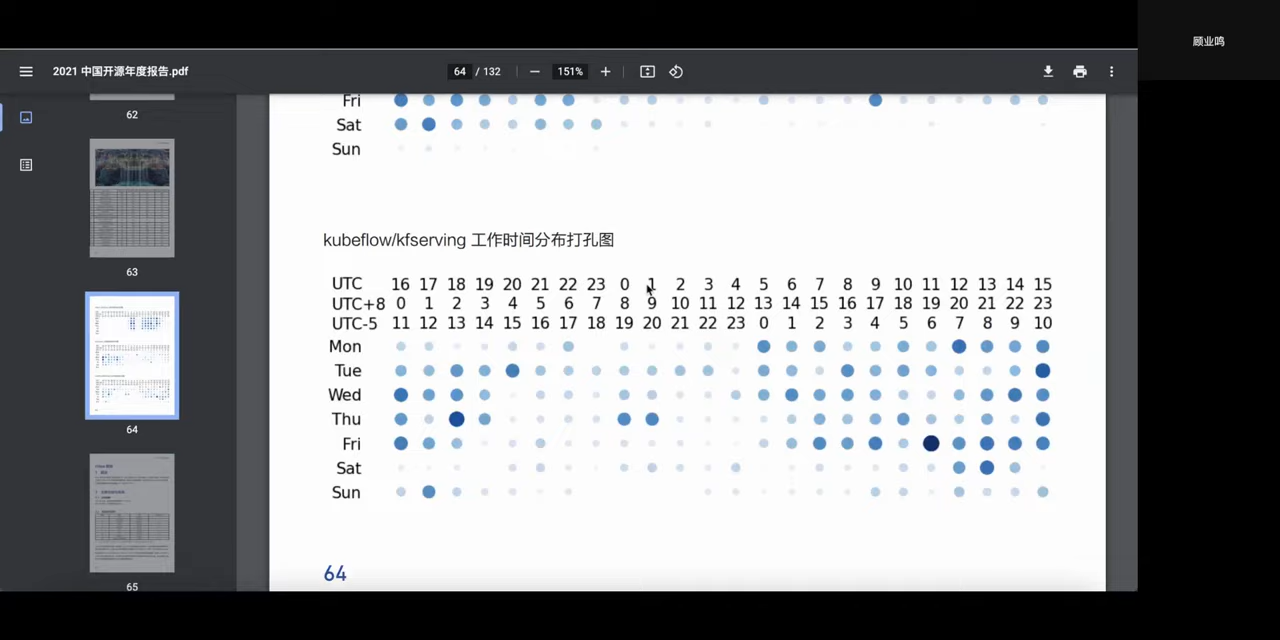 顾业鸣
2021 中国开源年度报告.pdf
64 / 132
151%
62
63
64
65
Fri
Sat
Sun
kubeflow/kfserving 工作时间分布打孔图
UTC 16 17 18 19 20 21 22 23 0 1 2 3 4 5 6 7 8 9 10 11 12 13 14 15
UTC+8 0 1 2 3 4 5 6 7 8 9 10 11 12 13 14 15 16 17 18 19 20 21 22 23
UTC-5 11 12 13 14 15 16 17 18 19 20 21 22 23 0 1 2 3 4 5 6 7 8 9 10
Mon
Tue
Wed
Thu
Fri
Sat
Sun
64